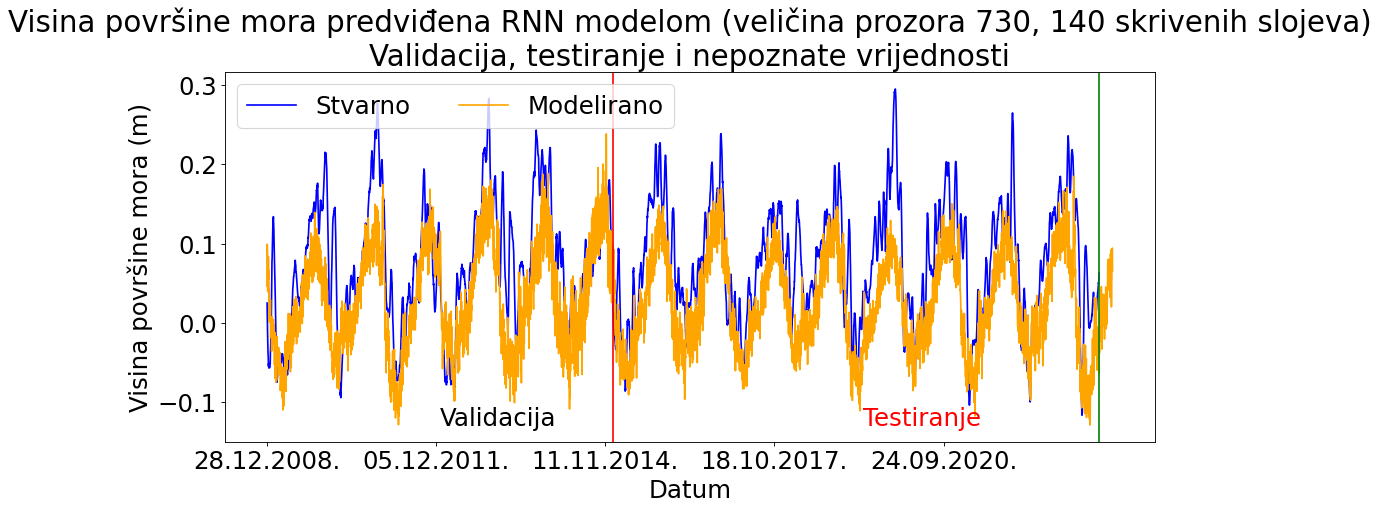 Visina površine mora predviđena RNN modelom (veličina prozora 730, 140 skrivenih slojeva)
Validacija, testiranje i nepoznate vrijednosti
Stvarno Modelirano
Visina površine mora (m)
0.3
0.2
0.1
0.0
−0.1
Validacija Testiranje
28.12.2008. 05.12.2011. 11.11.2014. 18.10.2017. 24.09.2020.
Datum